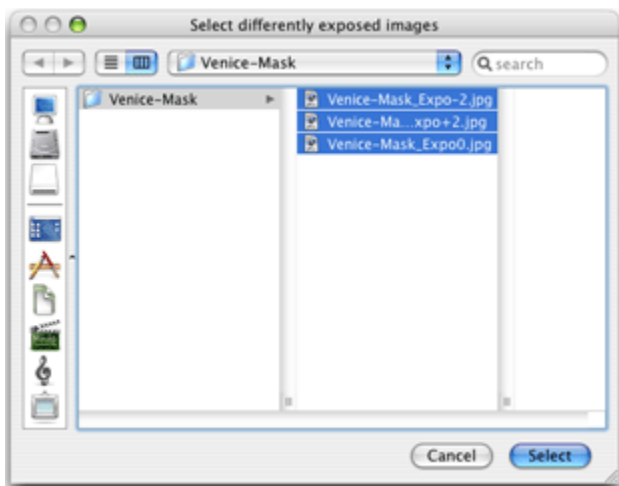 Select differently exposed images
Venice-Mask
search
Venice-Mask
Venice-Mask_Expo-2.jpg
Venice-Ma...xpo+2.jpg
Venice-Mask_Expo0.jpg
Cancel
Select